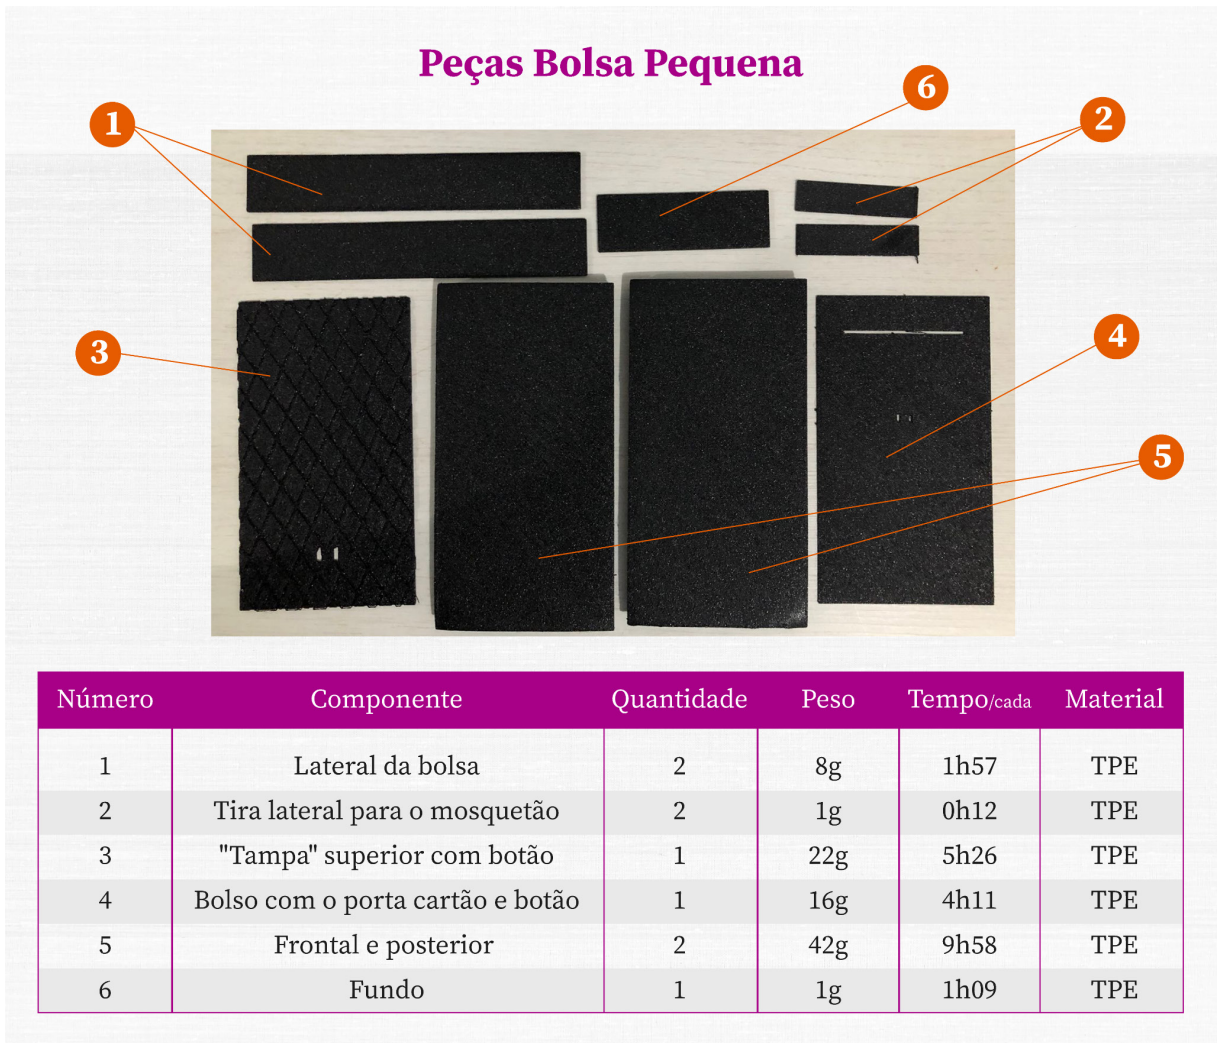 Peças Bolsa Pequena
6
1
2
3
4
5
Número Componente Quantidade Peso Tempo/cada Material
1 Lateral da bolsa 2 8g 1h57 TPE
2 Tira lateral para o mosquetão 2 1g 0h12 TPE
3 "Tampa" superior com botão 1 22g 5h26 TPE
4 Bolso com o porta cartão e botão 1 16g 4h11 TPE
5 Frontal e posterior 2 42g 9h58 TPE
6 Fundo 1 1g 1h09 TPE